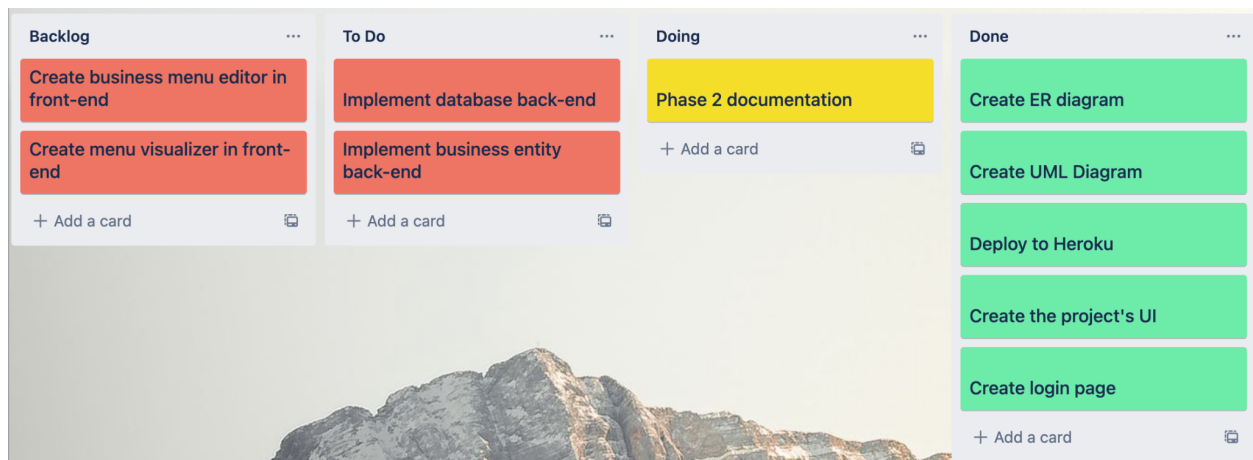 Backlog
Create business menu editor in
front-end
Create menu visualizer in front-
end
+ Add a card
To Do
Implement database back-end
Implement business entity
back-end
+ Add a card
Doing
Phase 2 documentation
+ Add a card
Done
Create ER diagram
Create UML Diagram
Deploy to Heroku
Create the project's UI
Create login page
+ Add a card